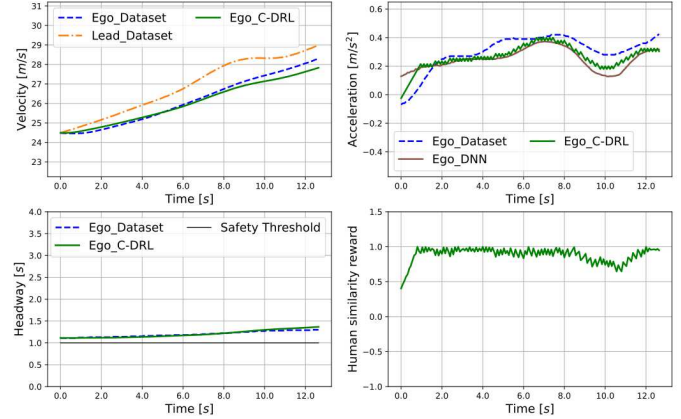 Ego_Dataset
Lead_Dataset
Ego_C-DRL
Velocity [m/s]
31
30
29
28
27
26
25
24
23
0.0 2.0 4.0 6.0 8.0 10.0 12.0
Time [s]
Acceleration [m/s²]
0.6
0.4
0.2
0.0
−0.2
−0.4
Ego_Dataset
Ego_DNN
Ego_C-DRL
0.0 2.0 4.0 6.0 8.0 10.0 12.0
Time [s]
Headway [s]
4.0
3.5
3.0
2.5
2.0
1.5
1.0
0.5
0.0
Ego_Dataset
Ego_C-DRL
Safety Threshold
0.0 2.0 4.0 6.0 8.0 10.0 12.0
Time [s]
Human similarity reward
1.5
1.0
0.5
0.0
−0.5
−1.0
0.0 2.0 4.0 6.0 8.0 10.0 12.0
Time [s]